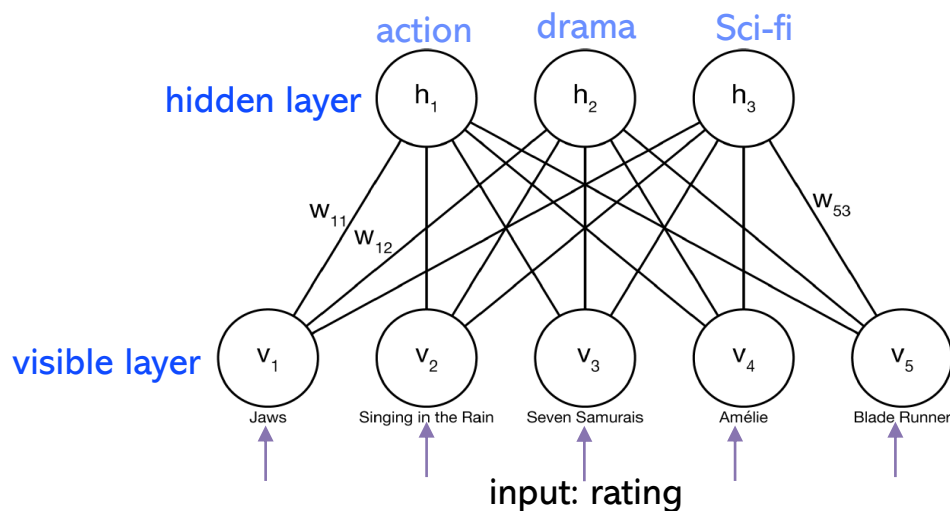 action drama Sci-fi
hidden layer h₁ h₂ h₃
w₁₁ w₅₃
w₁₂
visible layer v₁ v₂ v₃ v₄ v₅
Jaws Singing in the Rain Seven Samurais Amélie Blade Runner
input: rating